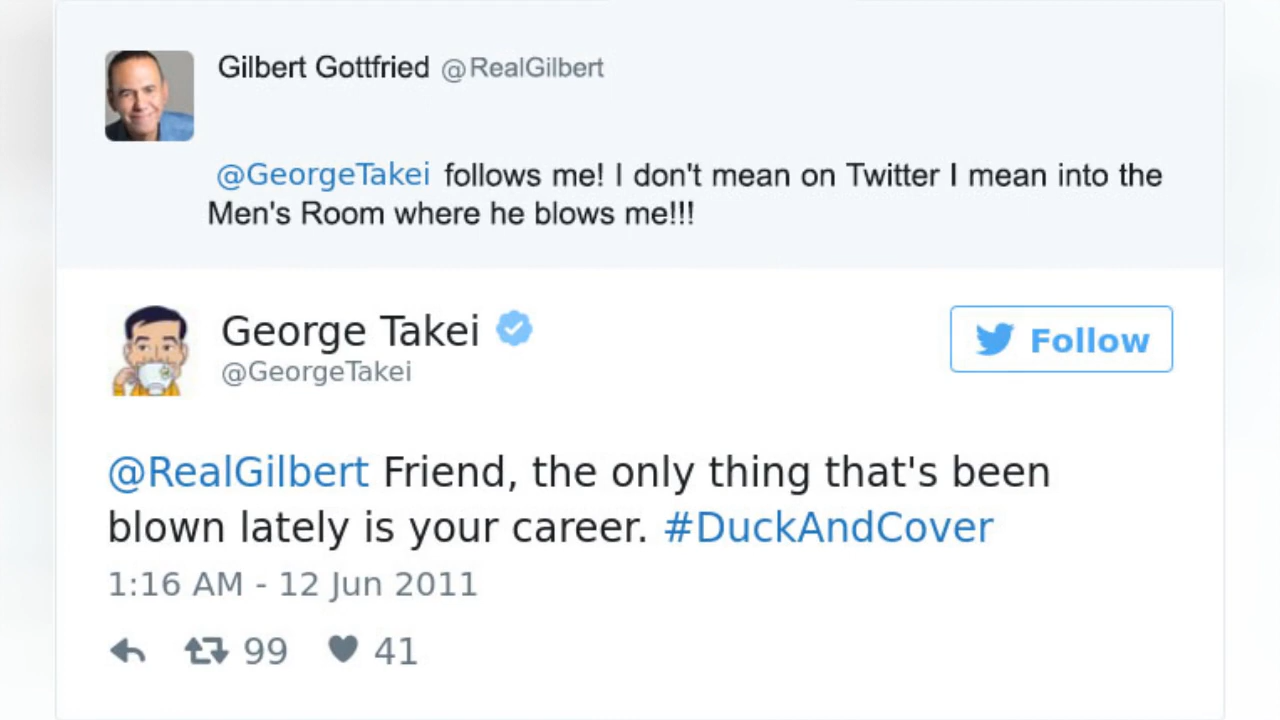 Gilbert Gottfried @RealGilbert
@GeorgeTakei follows me! I don't mean on Twitter I mean into the
Men's Room where he blows me!!!
George Takei
Follow
@GeorgeTakei
@RealGilbert Friend, the only thing that's been
blown lately is your career. #DuckAndCover
1:16 AM - 12 Jun 2011
99 41